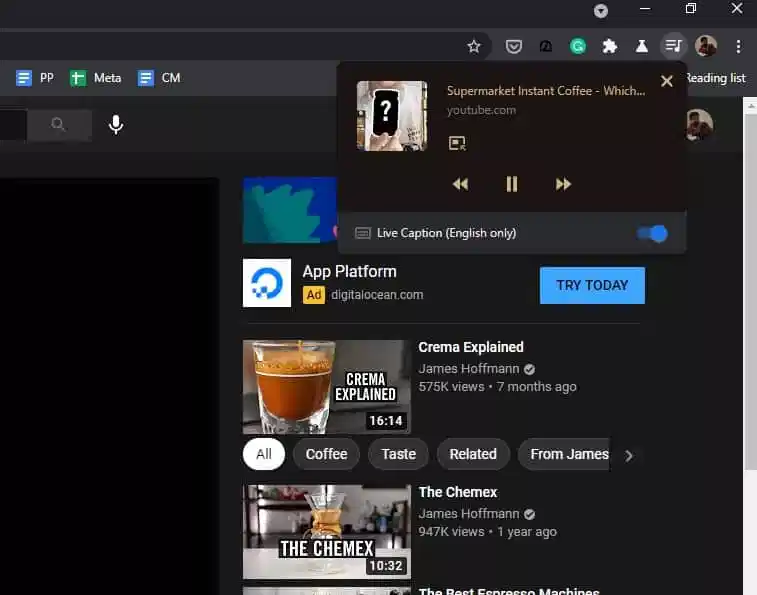 PP
Meta
CM
Reading list
Supermarket Instant Coffee - Which...
youtube.com
?
Live Caption (English only)
App Platform
Ad digitalocean.com
TRY TODAY
Crema Explained
James Hoffmann
575K views • 7 months ago
CREMA
EXPLAINED
16:14
All
Coffee
Taste
Related
From James
The Chemex
James Hoffmann
947K views • 1 year ago
THE CHEMEX
10:32
The Best Espresso Machines